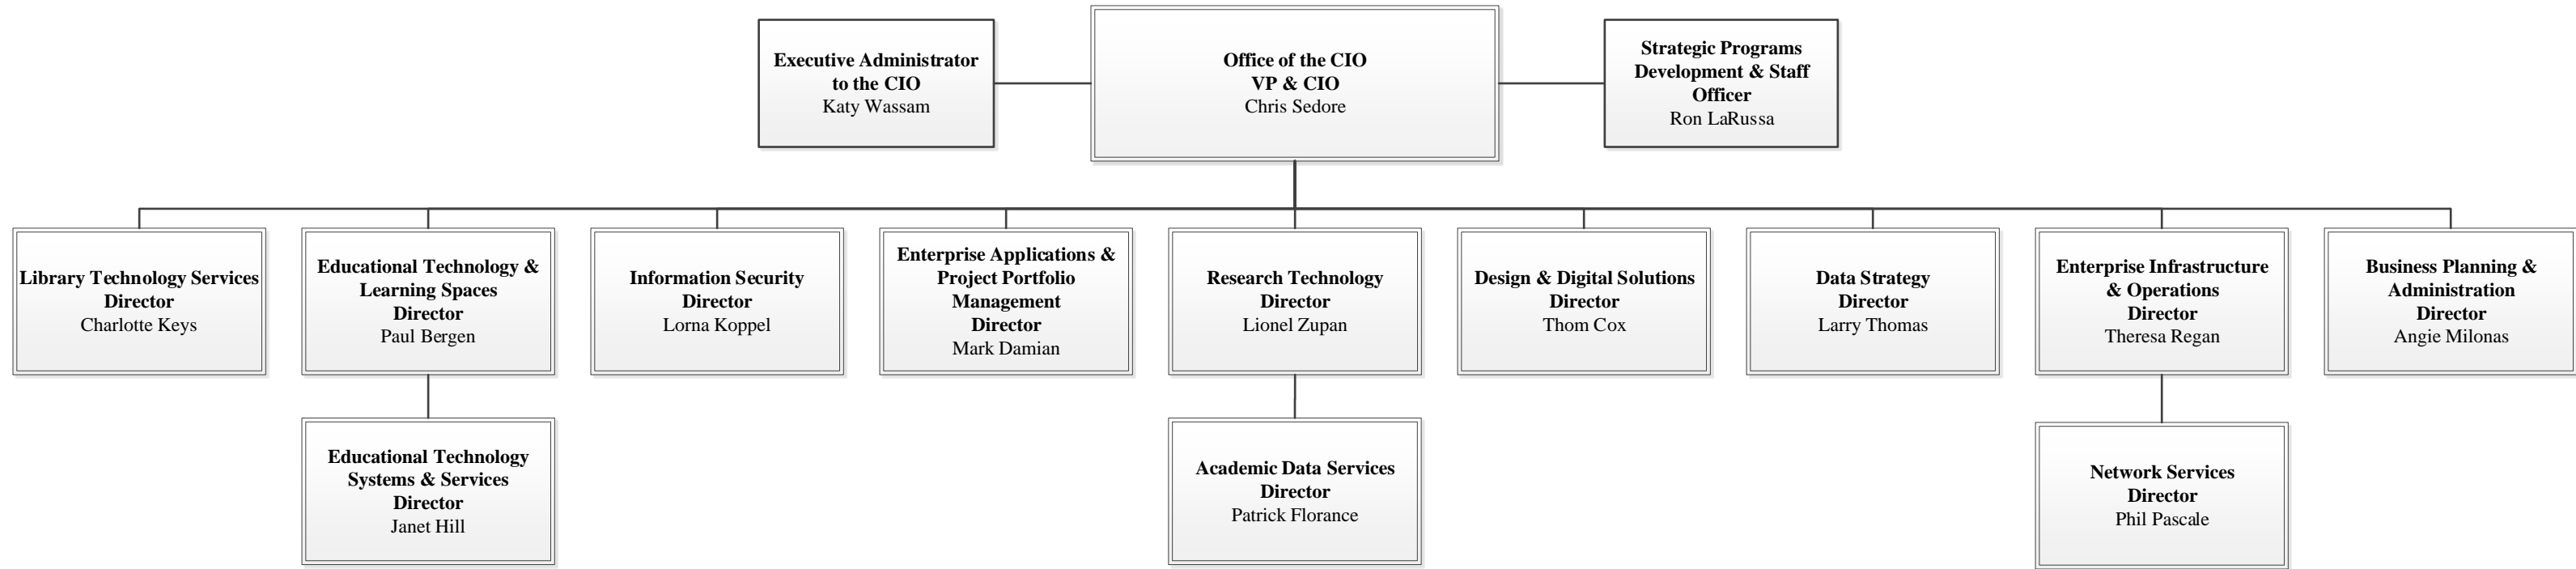 Executive Administrator
to the CIO
Katy Wassam
Office of the CIO
VP & CIO
Chris Sedore
Strategic Programs
Development & Staff
Officer
Ron LaRussa
Library Technology Services
Director
Charlotte Keys
Educational Technology &
Learning Spaces
Director
Paul Bergen
Information Security
Director
Lorna Koppel
Enterprise Applications &
Project Portfolio
Management
Director
Mark Damian
Research Technology
Director
Lionel Zupan
Design & Digital Solutions
Director
Thom Cox
Data Strategy
Director
Larry Thomas
Enterprise Infrastructure
& Operations
Director
Theresa Regan
Business Planning &
Administration
Director
Angie Milonas
Educational Technology
Systems & Services
Director
Janet Hill
Academic Data Services
Director
Patrick Florance
Network Services
Director
Phil Pascale